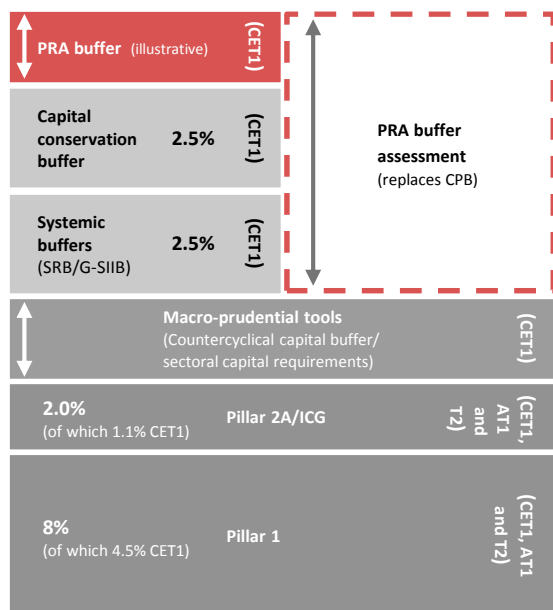 PRA buffer (illustrative)
(CET1)
Capital
conservation
buffer
2.5%
(CET1)
Systemic
buffers
(SRB/G-SIIB)
2.5%
(CET1)
PRA buffer
assessment
(replaces CPB)
Macro-prudential tools
(Countercyclical capital buffer/
sectoral capital requirements)
(CET1)
2.0%
(of which 1.1% CET1)
Pillar 2A/ICG
(CET1,
AT1
and
T2)
8%
(of which 4.5% CET1)
Pillar 1
(CET1, AT1
and T2)